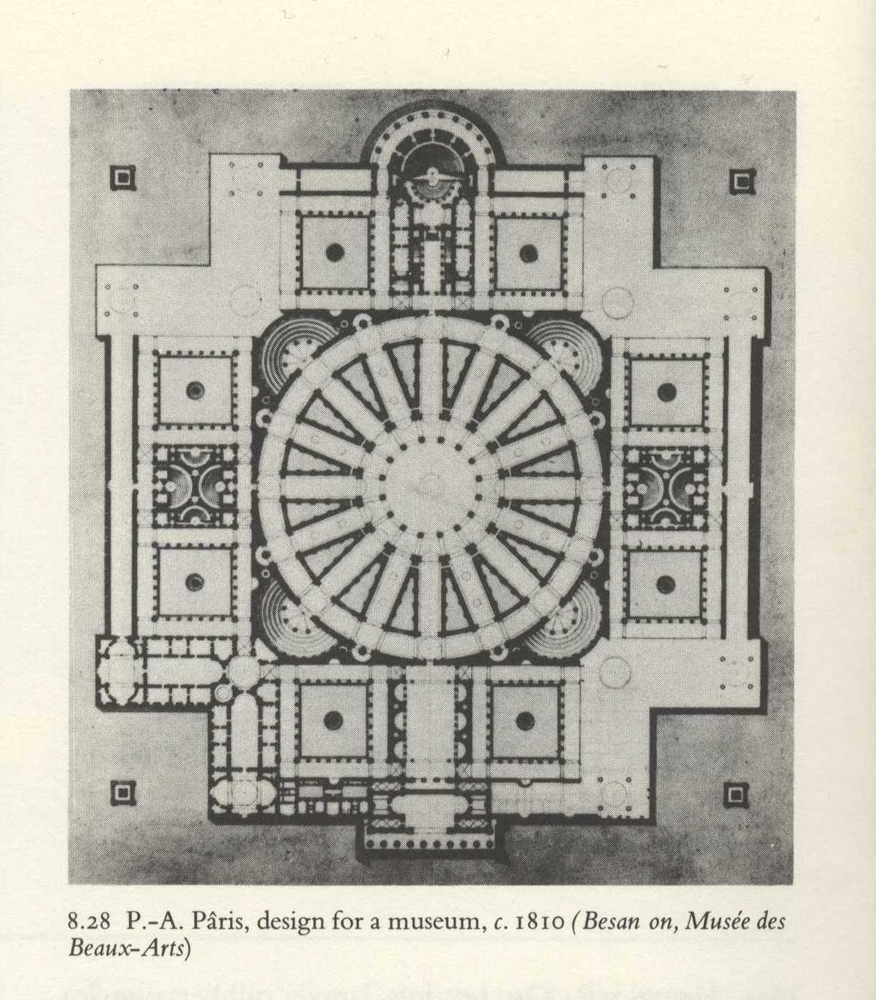 8.28 P.-A. Pâris, design for a museum, c. 1810 (Besan on, Musée des
Beaux-Arts)